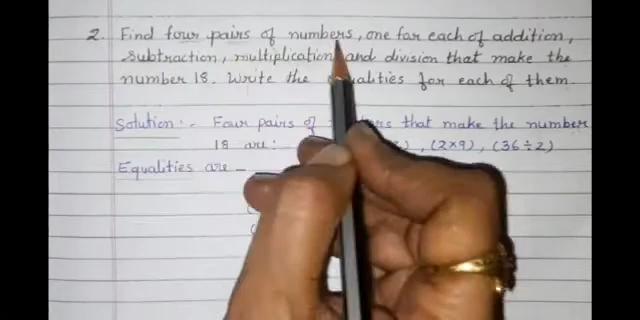 2. Find four pairs of numbers, one for each of addition,
Subtraction, multiplication and division that make the
number 18. Write the equalities for each of them.
Solution:- Four pairs of that make the number
18 are: , (2×9), (36÷2)
Equalities are -